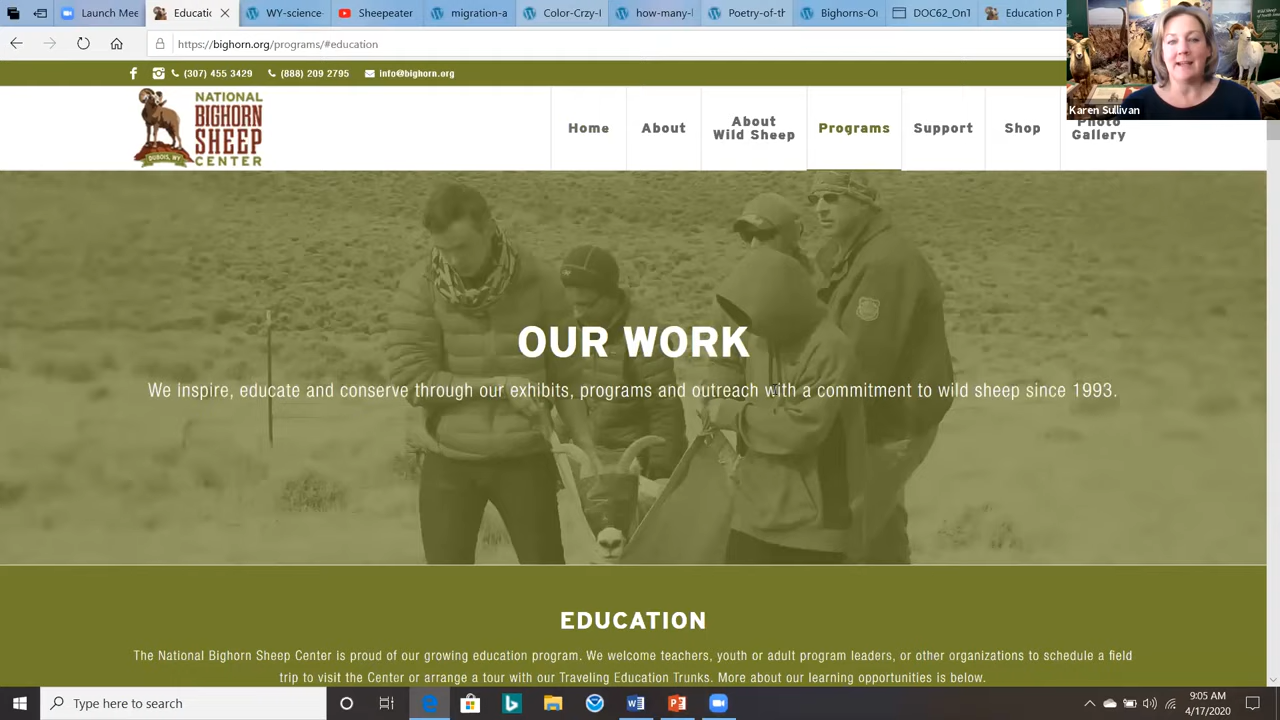 Educatic
WY-science
Sheepeater
migration-a
Color-Crzy-I
how-many-l
Poetry-of-th
Bighorns-Ou
DOC62_On1
Education P
Launch Mee
https://bighorn.org/programs/#education
(307) 455 3429
(888) 209 2795
info@bighorn.org
NATIONAL
BIGHORN
SHEEP
CENTER
DUBOIS, WY
Home
About
About
Wild Sheep
Programs
Support
Shop
Photo
Gallery
Karen Sullivan
OUR WORK
We inspire, educate and conserve through our exhibits, programs and outreach with a commitment to wild sheep since 1993.
EDUCATION
The National Bighorn Sheep Center is proud of our growing education program. We welcome teachers, youth or adult program leaders, or other organizations to schedule a field
trip to visit the Center or arrange a tour with our Traveling Education Trunks. More about our learning opportunities is below.
Type here to search
9:05 AM
4/17/2020